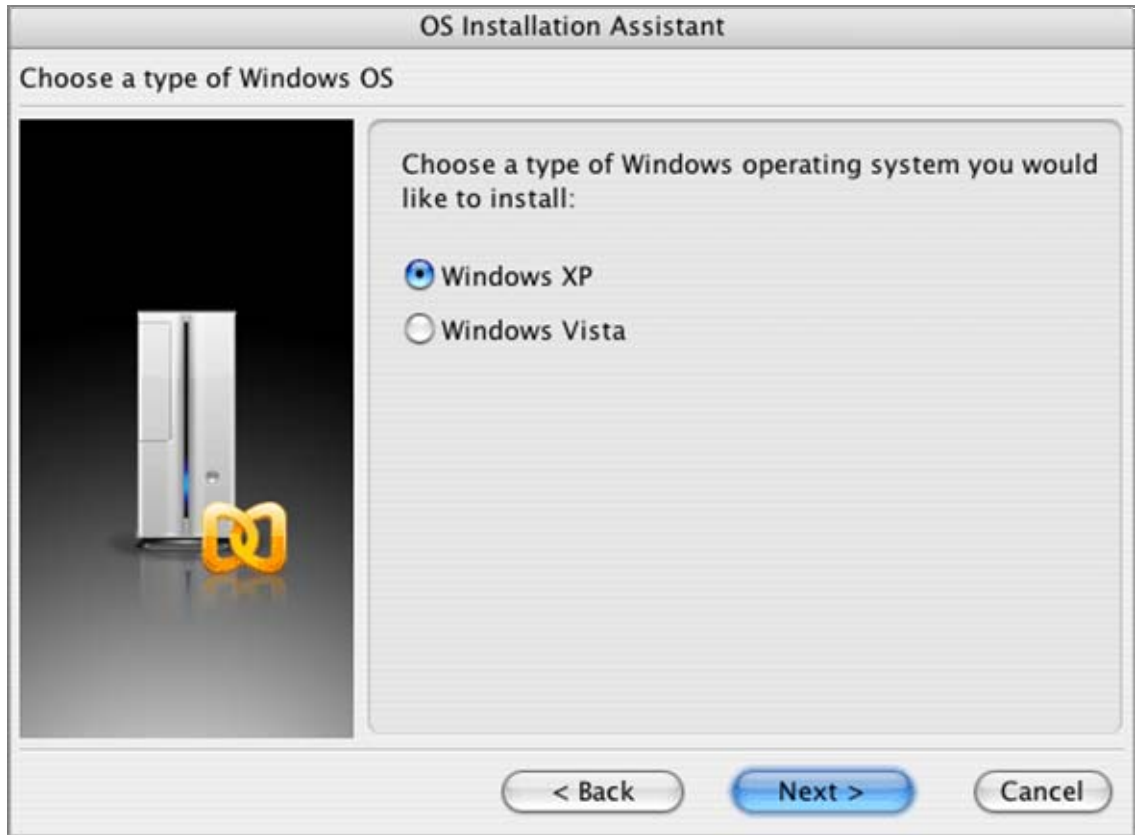 OS Installation Assistant
Choose a type of Windows OS
Choose a type of Windows operating system you would
like to install:
Windows XP
Windows Vista
< Back
Next >
Cancel